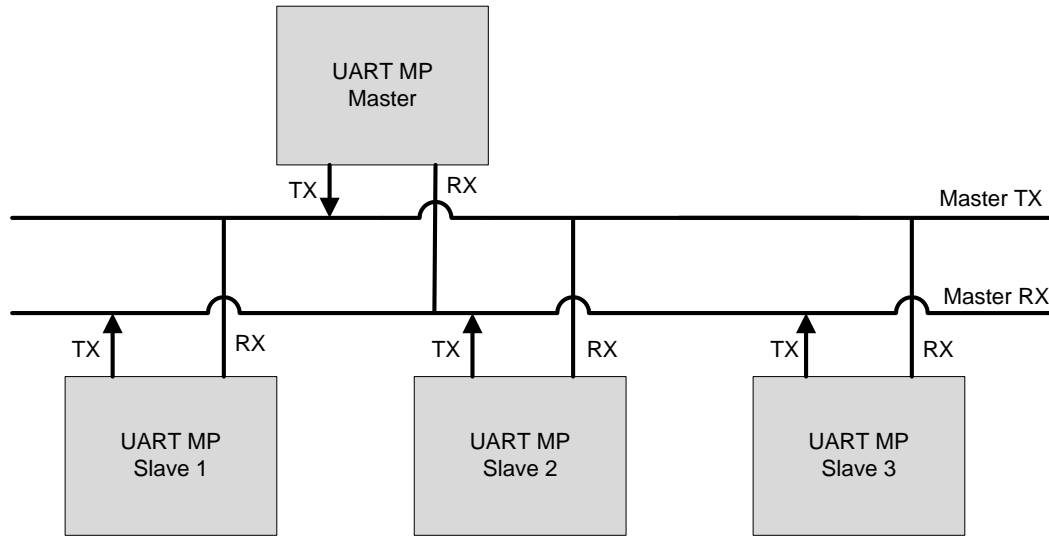 UART MP
Master
TX
RX
Master TX
Master RX
TX
RX
TX
RX
TX
RX
UART MP
Slave 1
UART MP
Slave 2
UART MP
Slave 3